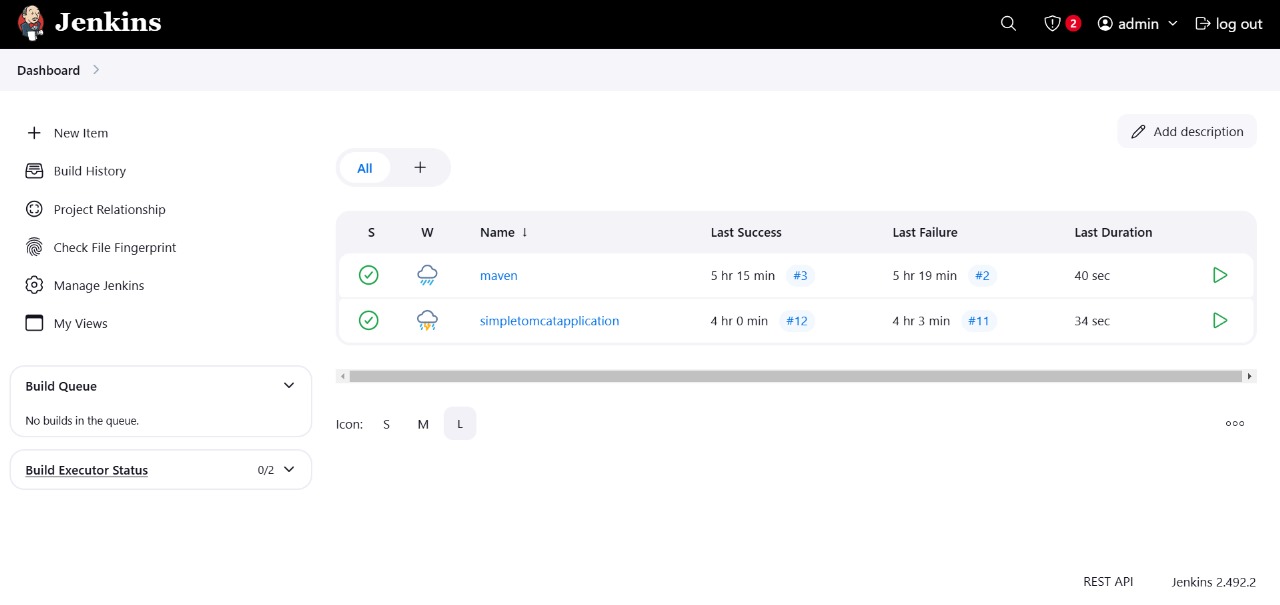 Jenkins
2
admin
log out
Dashboard
New Item
Build History
Project Relationship
Check File Fingerprint
Manage Jenkins
My Views
Build Queue
No builds in the queue.
Build Executor Status 0/2
Add description
All +
S W Name ↓ Last Success Last Failure Last Duration
maven 5 hr 15 min #3 5 hr 19 min #2 40 sec
simpletomcatapplication 4 hr 0 min #12 4 hr 3 min #11 34 sec
Icon: S M L
REST API Jenkins 2.492.2